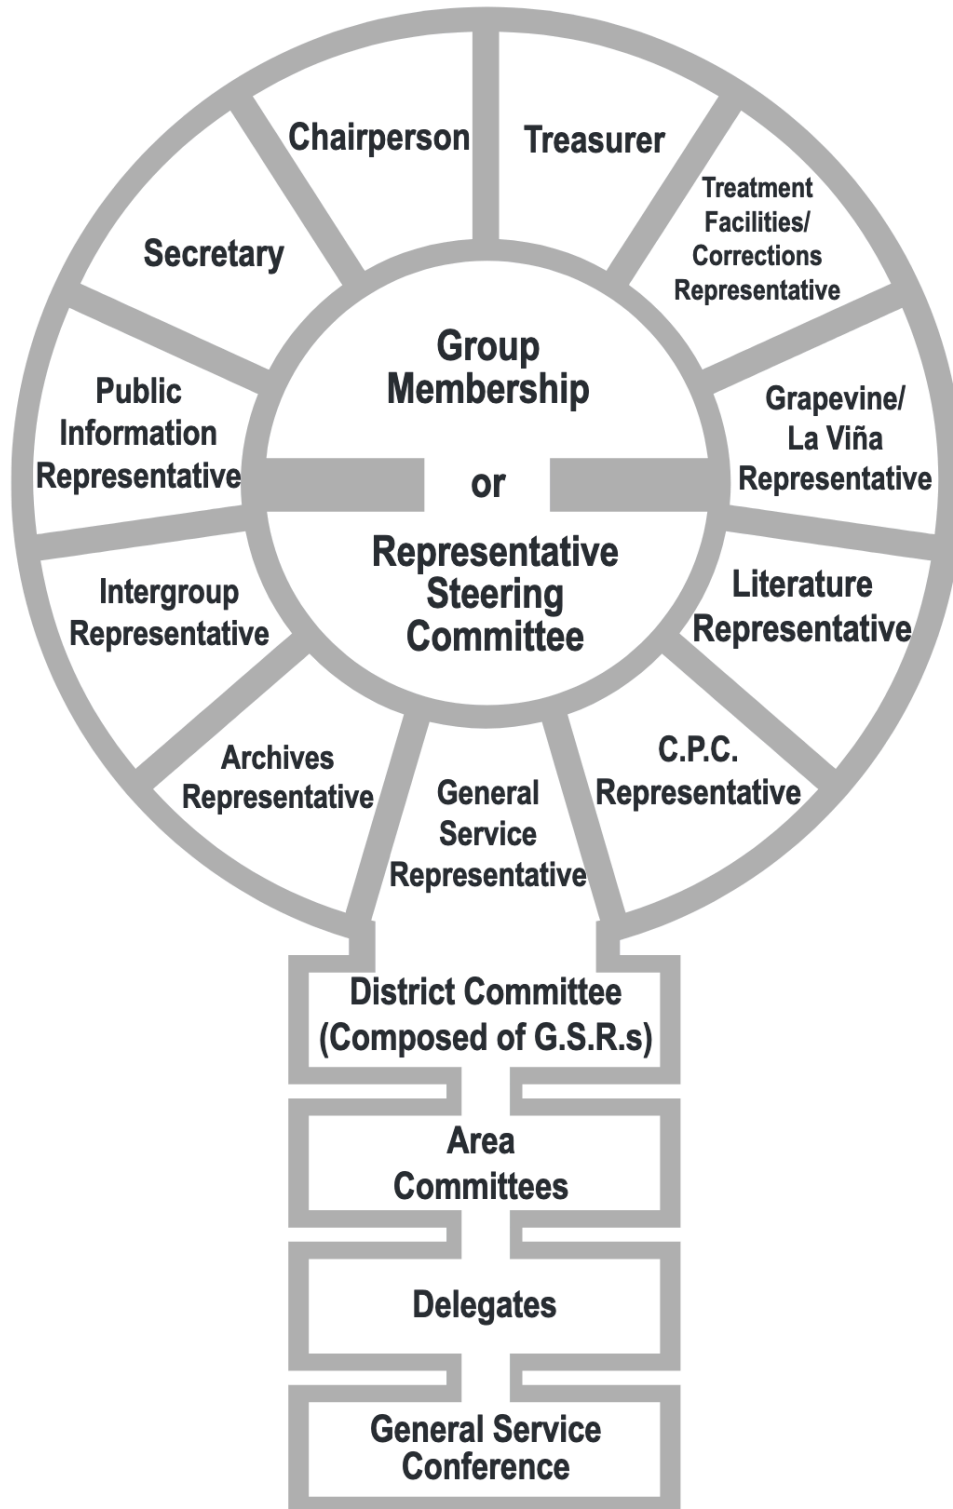 Chairperson
Treasurer
Treatment
Facilities/
Corrections
Representative
Secretary
Group
Membership
or
Representative
Steering
Committee
Public
Information
Representative
Grapevine/
La Viña
Representative
Intergroup
Representative
Literature
Representative
Archives
Representative
General
Service
Representative
C.P.C.
Representative
District Committee
(Composed of G.S.R.s)
Area
Committees
Delegates
General Service
Conference